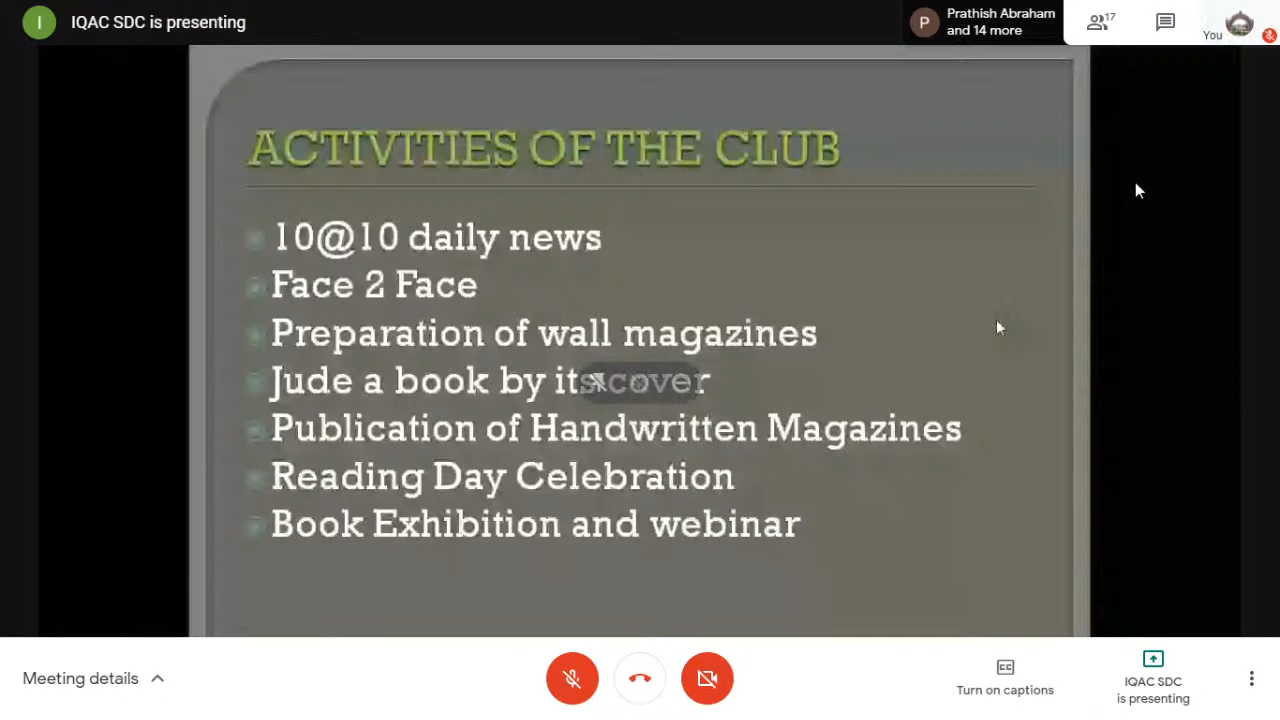 I
IQAC SDC is presenting
P
Prathish Abraham
and 14 more
17
You
ACTIVITIES OF THE CLUB
10@10 daily news
Face 2 Face
Preparation of wall magazines
Jude a book by its cover
Publication of Handwritten Magazines
Reading Day Celebration
Book Exhibition and webinar
Meeting details
CC
Turn on captions
IQAC SDC
is presenting